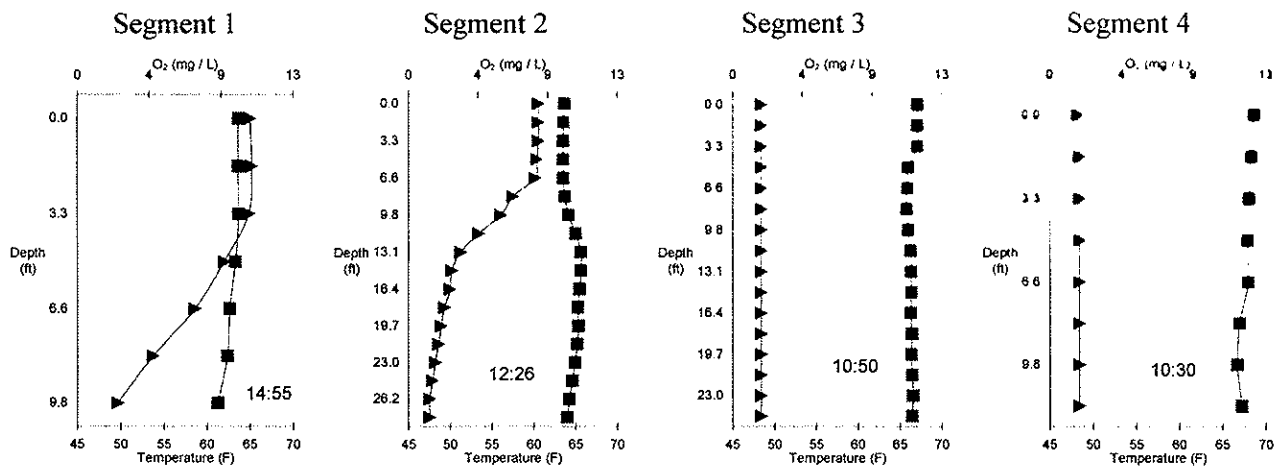 Segment 1
O₂ (mg / L)
0 4 9 13
0.0
3.3
Depth
(ft)
6.6
9.8
14:55
45 50 55 60 65 70
Temperature (F)
Segment 2
O₂ (mg / L)
0 4 9 13
0.0
3.3
6.6
9.8
Depth
(ft)
13.1
16.4
19.7
23.0
26.2
12:26
45 50 55 60 65 70
Temperature (F)
Segment 3
O₂ (mg / L)
0 4 9 13
0.0
3.3
6.6
9.8
Depth
(ft)
13.1
16.4
19.7
23.0
10:50
45 50 55 60 65 70
Temperature (F)
Segment 4
(mg / L)
0 4 9 13
0.0
3.3
Depth
(ft)
6.6
9.8
10:30
45 50 55 60 65 70
Temperature (F)